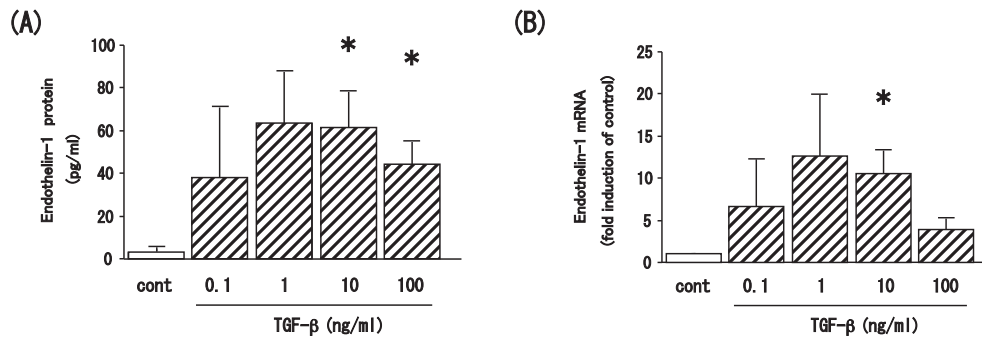 (A)
Endothelin-1 protein
(pg/ml)
100
80
60
40
20
0
*
*
cont
0.1
1
10
100
TGF-β (ng/ml)
(B)
Endothelin-1 mRNA
(fold induction of control)
25
20
15
10
5
0
*
cont
0.1
1
10
100
TGF-β (ng/ml)